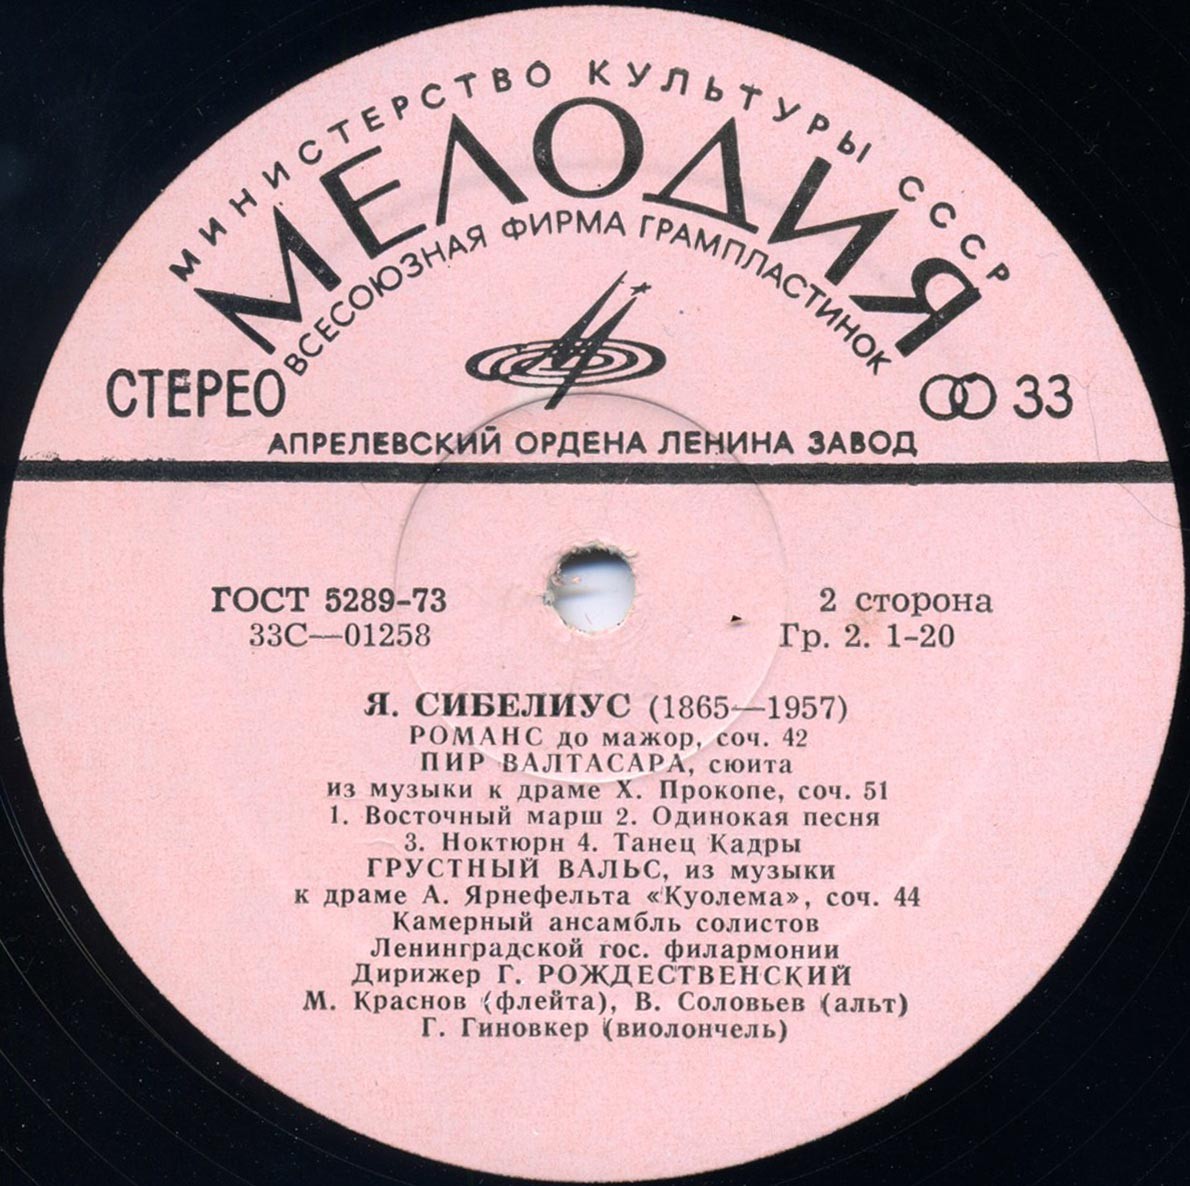 МИНИСТЕРСТВО КУЛЬТУРЫ СССР
МЕЛОДИЯ
ВСЕСОЮЗНАЯ ФИРМА ГРАМПЛАСТИНОК
СТЕРЕО
33
АПРЕЛЕВСКИЙ ОРДЕНА ЛЕНИНА ЗАВОД
ГОСТ 5289-73
2 сторона
33С—01258
Гр. 2. 1-20
Я. СИБЕЛИУС (1865—1957)
РОМАНС до мажор, соч. 42
ПИР ВАЛТАСАРА, сюита
из музыки к драме Х. Прокопе, соч. 51
1. Восточный марш 2. Одинокая песня
3. Ноктюрн 4. Танец Кадры
ГРУСТНЫЙ ВАЛЬС, из музыки
к драме А. Ярнефельта «Куолема», соч. 44
Камерный ансамбль солистов
Ленинградской гос. филармонии
Дирижер Г. РОЖДЕСТВЕНСКИЙ
М. Краснов (флейта), В. Соловьев (альт)
Г. Гиновкер (виолончель)